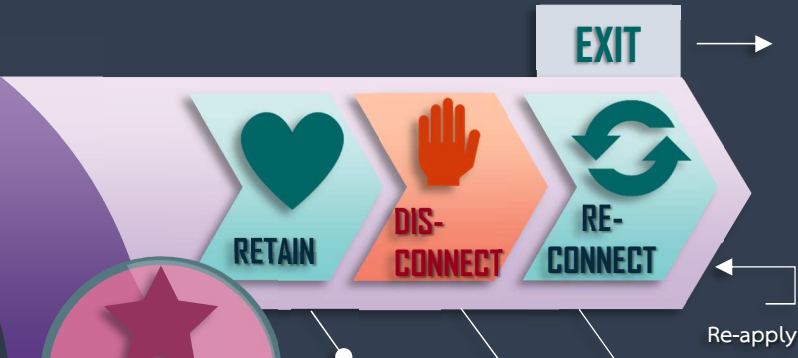 EXIT
RETAIN
DIS-
CONNECT
RE-
CONNECT
Re-apply